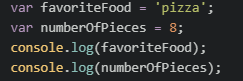 var favoriteFood = 'pizza';
var numberOfPieces = 8;
console.log(favoriteFood);
console.log(numberOfPieces);